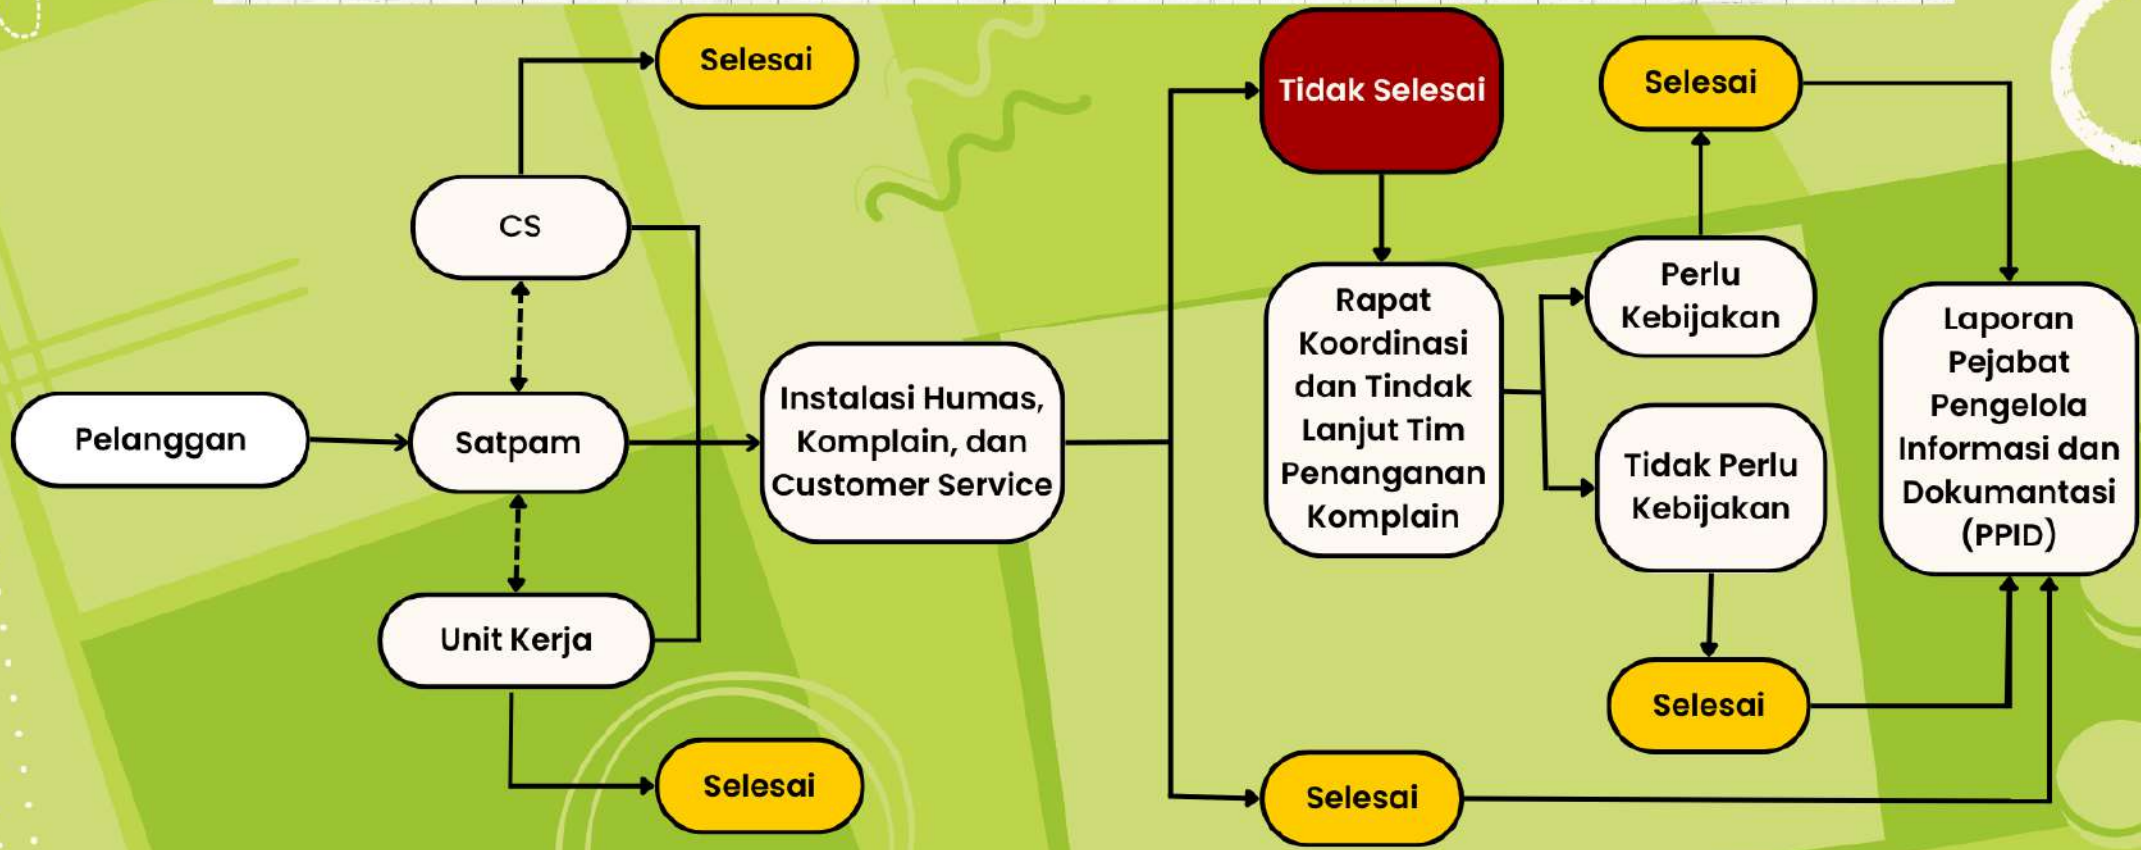 Selesai
CS
Pelanggan
Satpam
Unit Kerja
Selesai
Instalasi Humas,
Komplain, dan
Customer Service
Tidak Selesai
Rapat
Koordinasi
dan Tindak
Lanjut Tim
Penanganan
Komplain
Selesai
Selesai
Perlu
Kebijakan
Tidak Perlu
Kebijakan
Selesai
Laporan
Pejabat
Pengelola
Informasi dan
Dokumantasi
(PPID)